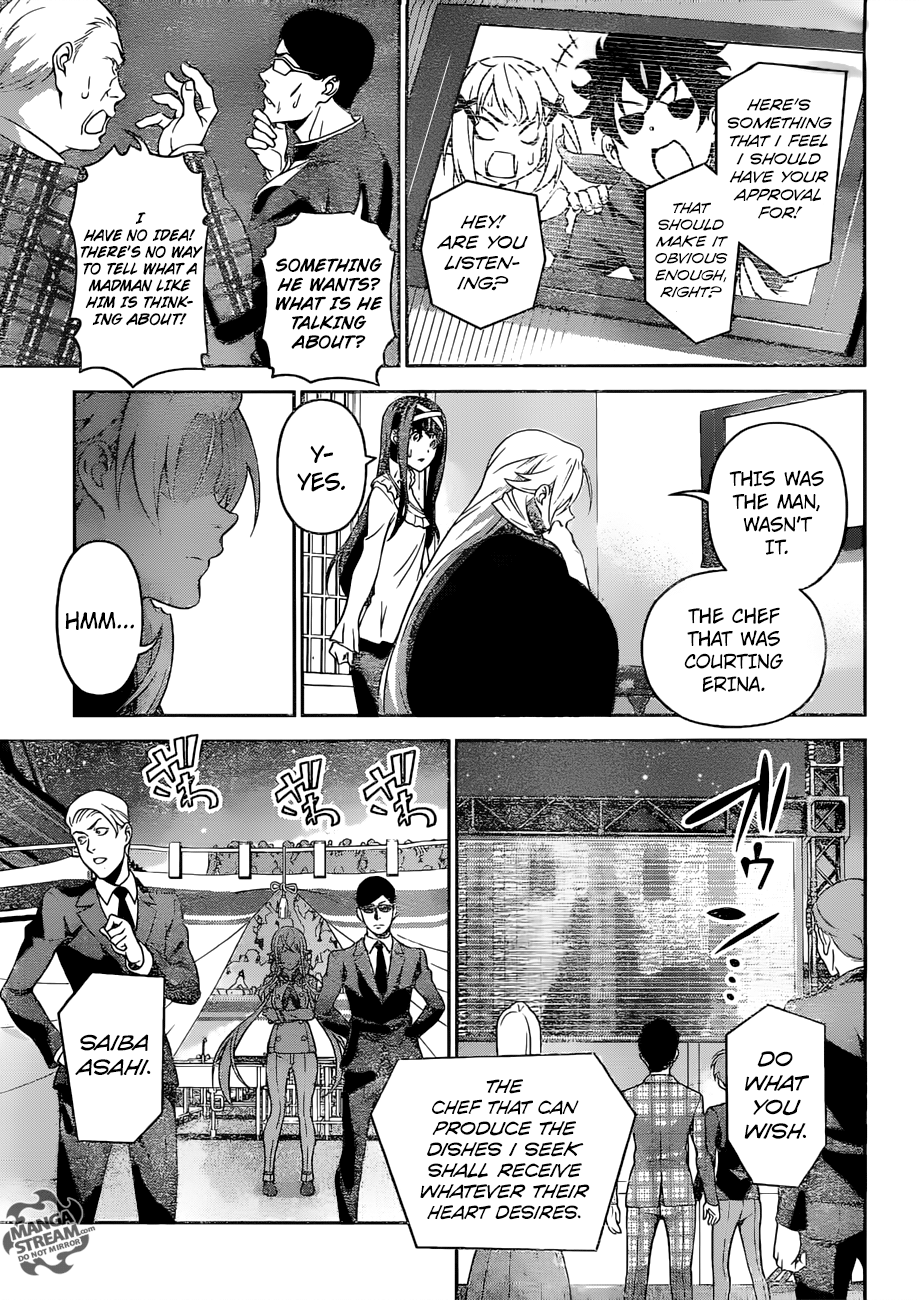 HERE'S
SOMETHING
THAT I FEEL
I SHOULD
HAVE YOUR
APPROVAL
FOR!
THAT
SHOULD
MAKE IT
OBVIOUS
ENOUGH,
RIGHT?
HEY!
ARE YOU
LISTEN-
ING?
SOMETHING
HE WANTS?
WHAT IS HE
TALKING
ABOUT?
I
HAVE NO IDEA!
THERE'S NO WAY
TO TELL WHAT A
MADMAN LIKE
HIM IS THINK-
ING ABOUT!
THIS WAS
THE MAN,
WASN'T
IT.
THE CHEF
THAT WAS
COURTING
ERINA.
Y-
YES.
HMM...
ヴ...
DO
WHAT
YOU
WISH.
THE
CHEF THAT CAN
PRODUCE THE
DISHES I SEEK
SHALL RECEIVE
WHATEVER THEIR
HEART DESIRES.
ざわ
ざわ
ざわ
SAIBA
ASAHI.
MANGA
STREAM.com
DO NOT MIRROR